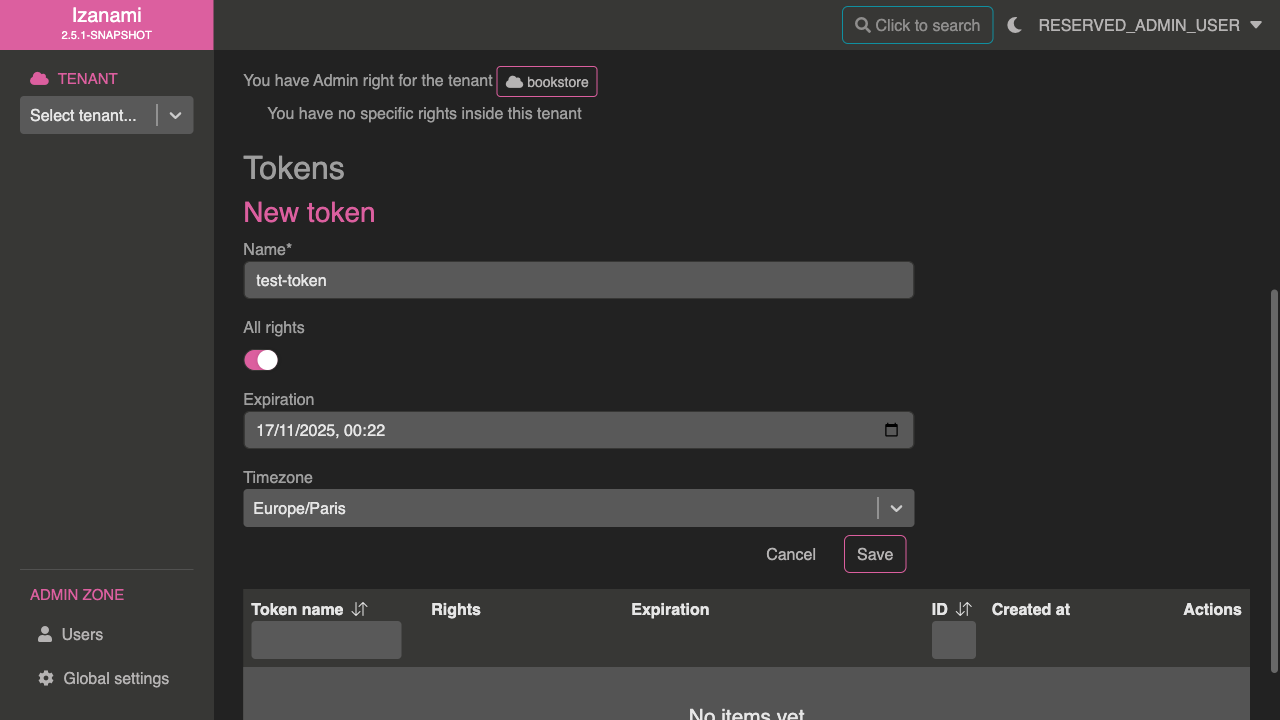 Izanami
2.5.1-SNAPSHOT
Click to search
RESERVED_ADMIN_USER
TENANT
Select tenant...
You have Admin right for the tenant bookstore
You have no specific rights inside this tenant
Tokens
New token
Name*
test-token
All rights
Expiration
17/11/2025, 00:22
Timezone
Europe/Paris
Cancel Save
ADMIN ZONE
Users
Global settings
Token name Rights Expiration ID Created at Actions
No items yet